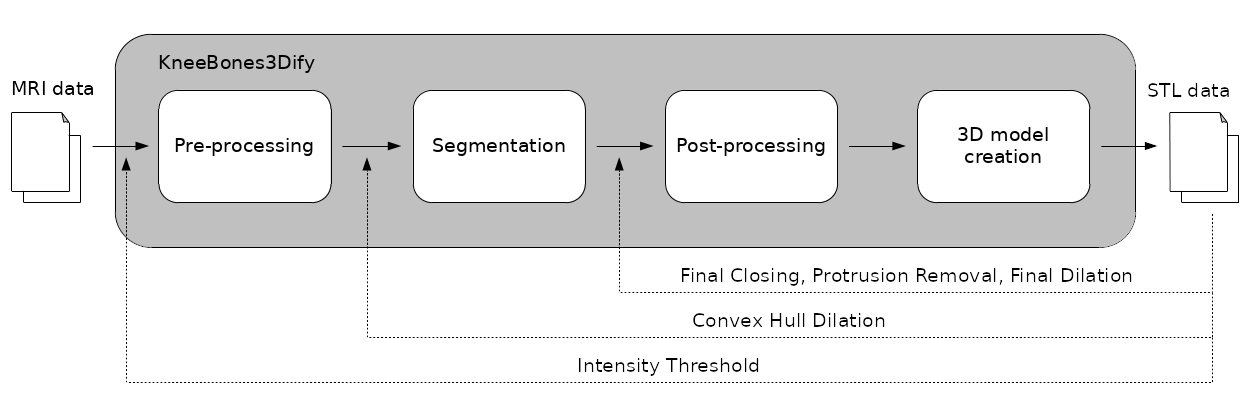 KneeBones3Dify
MRI data
STL data
Pre-processing
Segmentation
Post-processing
3D model
creation
Final Closing, Protrusion Removal, Final Dilation
Convex Hull Dilation
Intensity Threshold